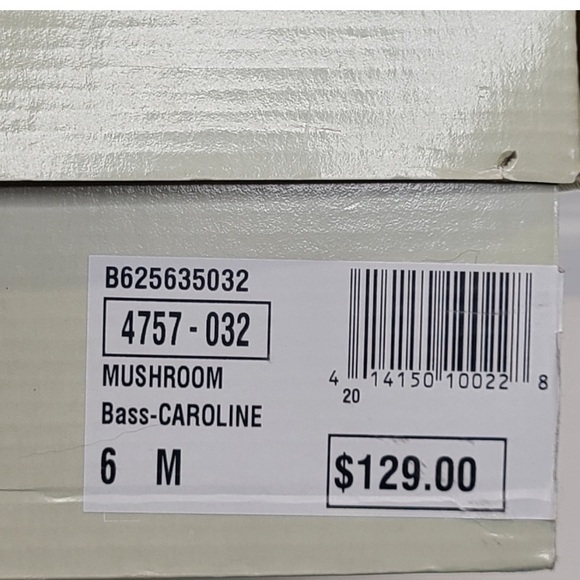 B625635032
4757 - 032
MUSHROOM
Bass-CAROLINE
6 M
4 14150 10022 8
20
$129.00